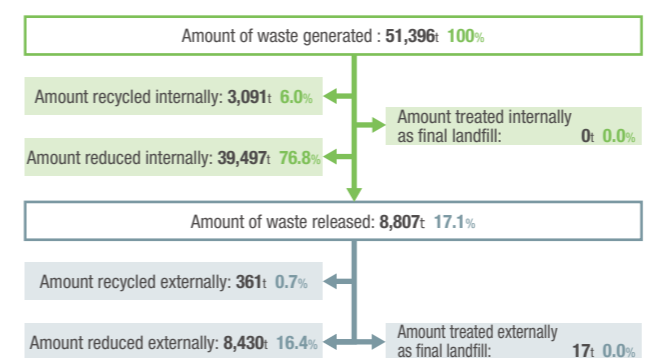 Amount of waste generated : 51,396t 100%
Amount recycled internally: 3,091t 6.0%
Amount treated internally
as final landfill: 0t 0.0%
Amount reduced internally: 39,497t 76.8%
Amount of waste released: 8,807t 17.1%
Amount recycled externally: 361t 0.7%
Amount reduced externally: 8,430t 16.4%
Amount treated externally
as final landfill: 17t 0.0%